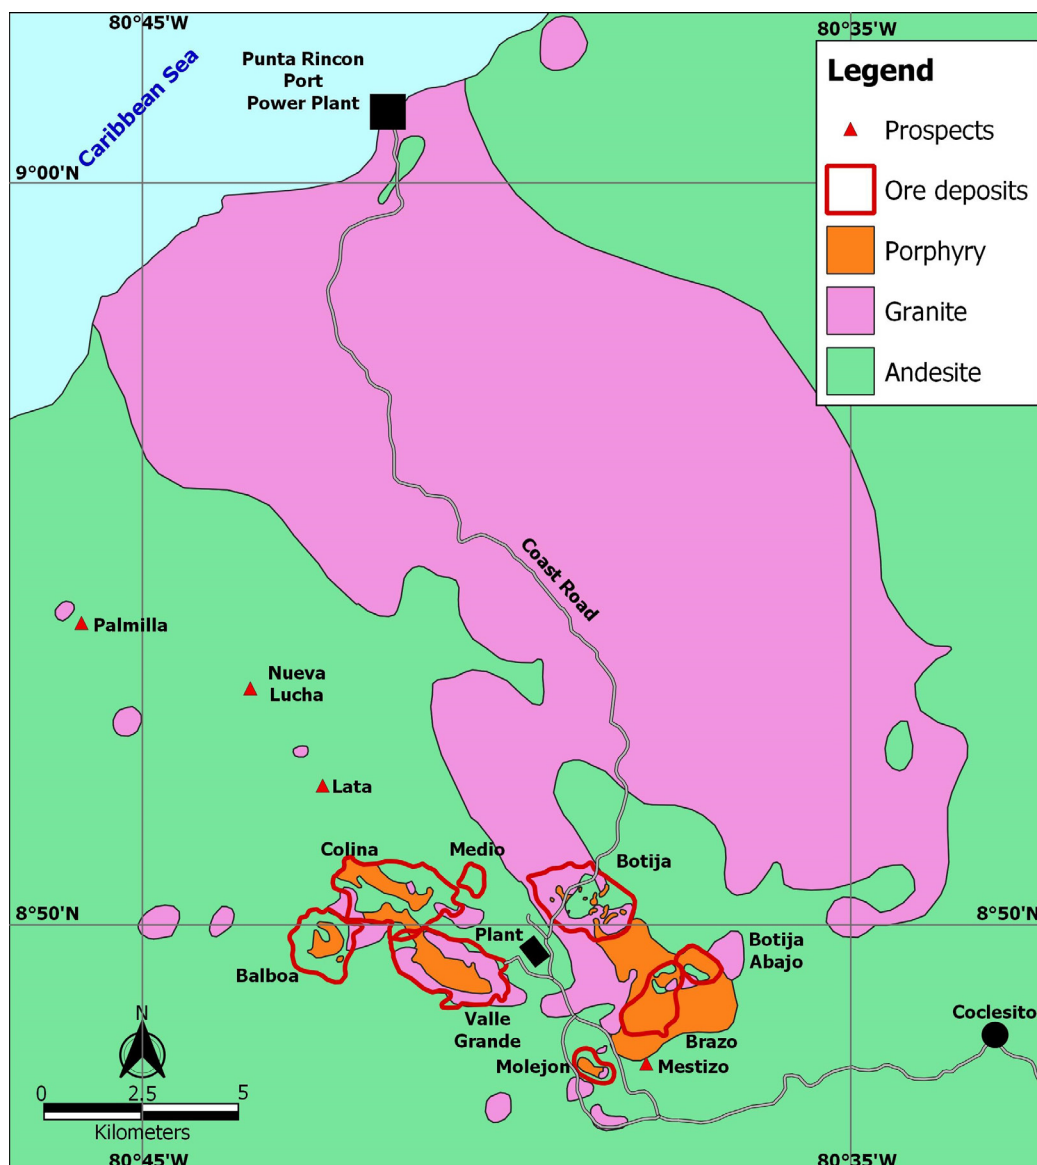 80°45'W
80°35'W
Punta Rincon
Port
Power Plant
Caribbean Sea
Legend
Prospects
Ore deposits
Porphyry
Granite
Andesite
9°00'N
Coast Road
Palmilla
Nueva
Lucha
Lata
Colina
Medio
Botija
8°50'N
8°50'N
Plant
Botija
Abajo
Balboa
Valle
Grande
Brazo
Coclesito
Molejon
Mestizo
N
0
2.5
5
Kilometers
80°45'W
80°35'W